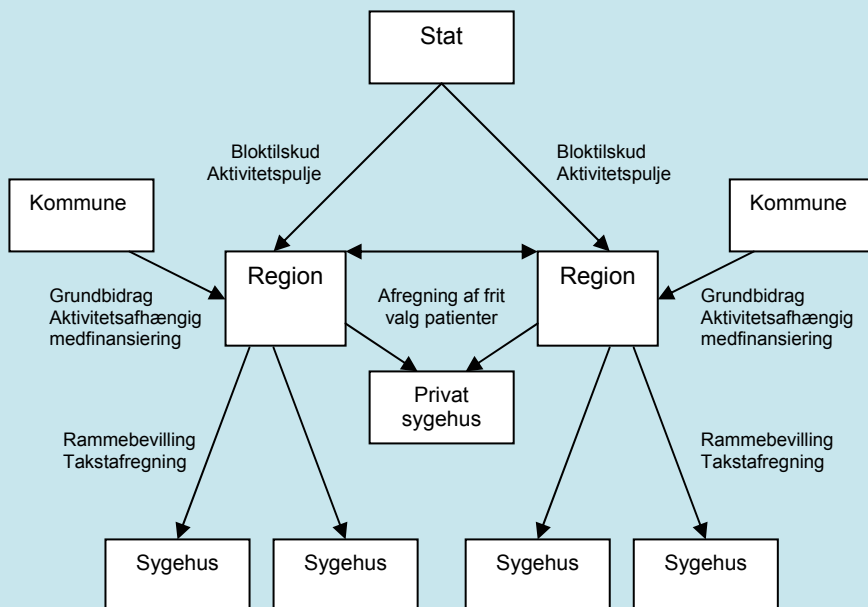 Stat
Bloktilskud
Aktivitetspulje
Bloktilskud
Aktivitetspulje
Kommune
Kommune
Region
Region
Grundbidrag
Aktivitetsafhængig
medfinansiering
Afregning af frit
valg patienter
Grundbidrag
Aktivitetsafhængig
medfinansiering
Privat
sygehus
Rammebevilling
Takstafregning
Rammebevilling
Takstafregning
Sygehus
Sygehus
Sygehus
Sygehus